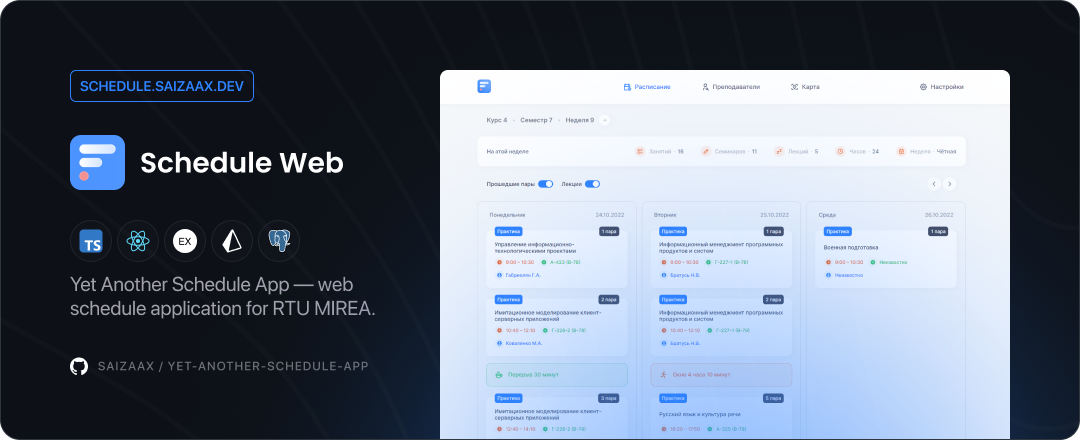 SCHEDULE.SAIZAAX.DEV
Schedule Web
TS
EX
Yet Another Schedule App — web
schedule application for RTU MIREA.
SAIZAAX / YET-ANOTHER-SCHEDULE-APP
Расписание
Преподаватели
Карта
Настройки
Курс 4 • Семестр 7 • Неделя 9
На этой неделе
Занятий · 16
Семинаров · 11
Лекций · 5
Часов · 24
Неделя · Чётная
Прошедшие пары
Лекции
Понедельник 24.10.2022
Практика 1 пара
Управление информационно-
технологическими проектами
9:00 – 10:30 А-423 (В-78)
Габриелян Г.А.
Практика 2 пара
Имитационное моделирование клиент-
серверных приложений
10:40 – 12:10 Г-226-2 (В-78)
Коваленко М.А.
Перерыв 30 минут
Практика 3 пара
Имитационное моделирование клиент-
серверных приложений
12:40 – 14:10 Г-226-2 (В-78)
Вторник 25.10.2022
Практика 1 пара
Информационный менеджмент программных
продуктов и систем
9:00 – 10:30 Г-227-1 (В-78)
Братусь Н.В.
Практика 2 пара
Информационный менеджмент программных
продуктов и систем
10:40 – 12:10 Г-227-1 (В-78)
Братусь Н.В.
Окно 4 часа 10 минут
Практика 5 пара
Русский язык и культура речи
16:20 – 17:50 А-325 (В-78)
Среда 26.10.2022
Практика 1 пара
Военная подготовка
9:00 – 10:30 Неизвестно
Неизвестно